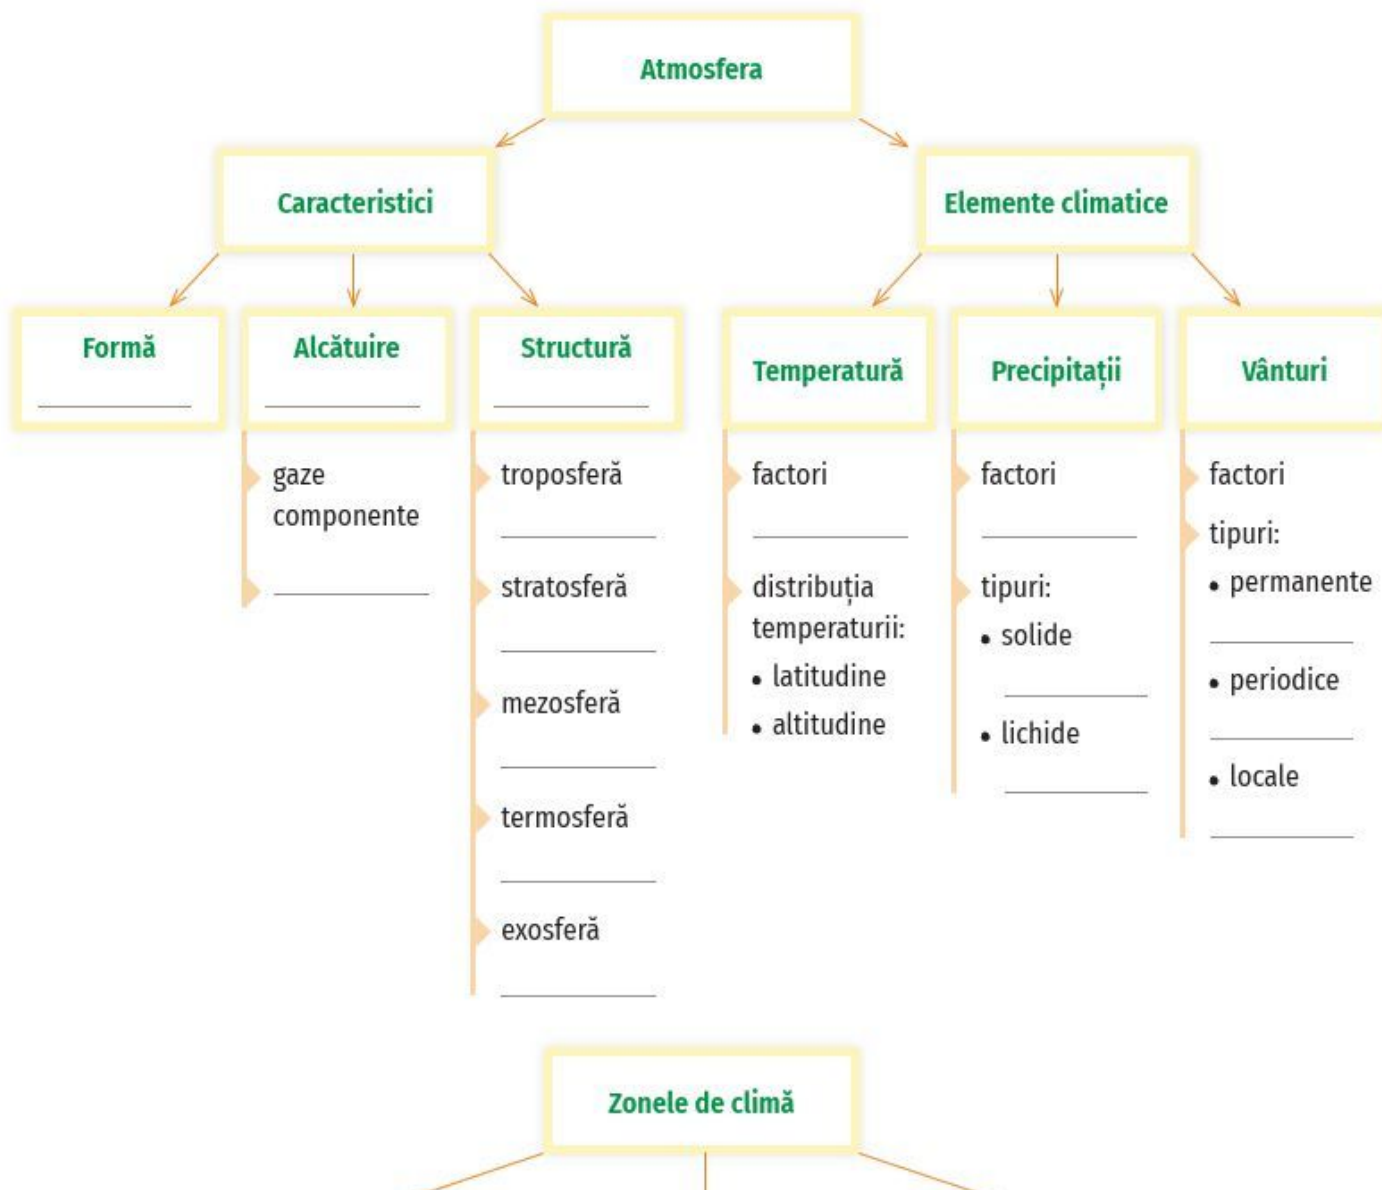 Atmosfera
Caracteristici
Elemente climatice
Formă
Alcătuire
Structură
Temperatură
Precipitații
Vânturi
gaze
componente
troposferă
stratosferă
mezosferă
termosferă
exosferă
factori
distribuția
temperaturii:
• latitudine
• altitudine
factori
tipuri:
• solide
• lichide
factori
tipuri:
• permanente
• periodice
• locale
Zonele de climă